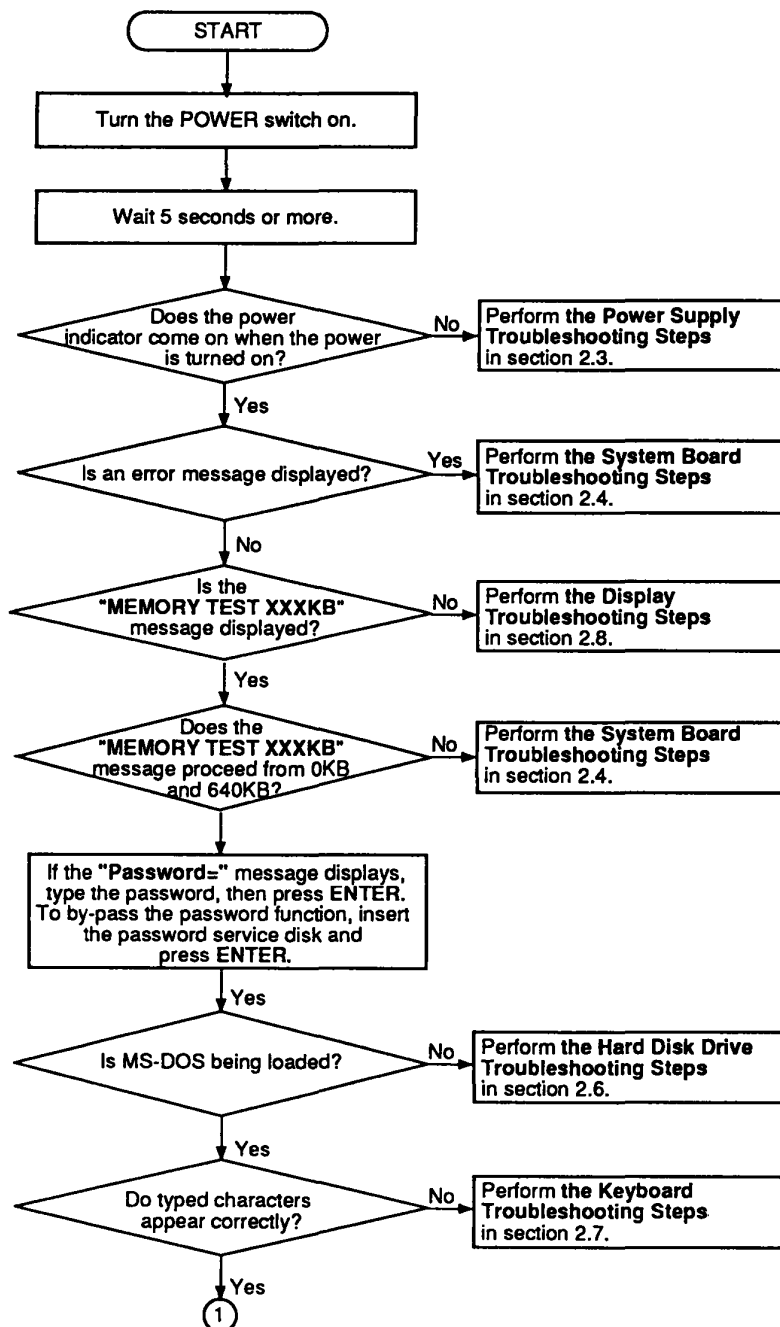 START
Turn the POWER switch on.
Wait 5 seconds or more.
Does the power
indicator come on when the power
is turned on?
No
Perform the Power Supply
Troubleshooting Steps
in section 2.3.
Yes
Is an error message displayed?
Yes
Perform the System Board
Troubleshooting Steps
in section 2.4.
No
Is the
"MEMORY TEST XXXKB"
message displayed?
No
Perform the Display
Troubleshooting Steps
in section 2.8.
Yes
Does the
"MEMORY TEST XXXKB"
message proceed from 0KB
and 640KB?
No
Perform the System Board
Troubleshooting Steps
in section 2.4.
If the "Password=" message displays,
type the password, then press ENTER.
To by-pass the password function, insert
the password service disk and
press ENTER.
Yes
Is MS-DOS being loaded?
No
Perform the Hard Disk Drive
Troubleshooting Steps
in section 2.6.
Yes
Do typed characters
appear correctly?
No
Perform the Keyboard
Troubleshooting Steps
in section 2.7.
Yes
1